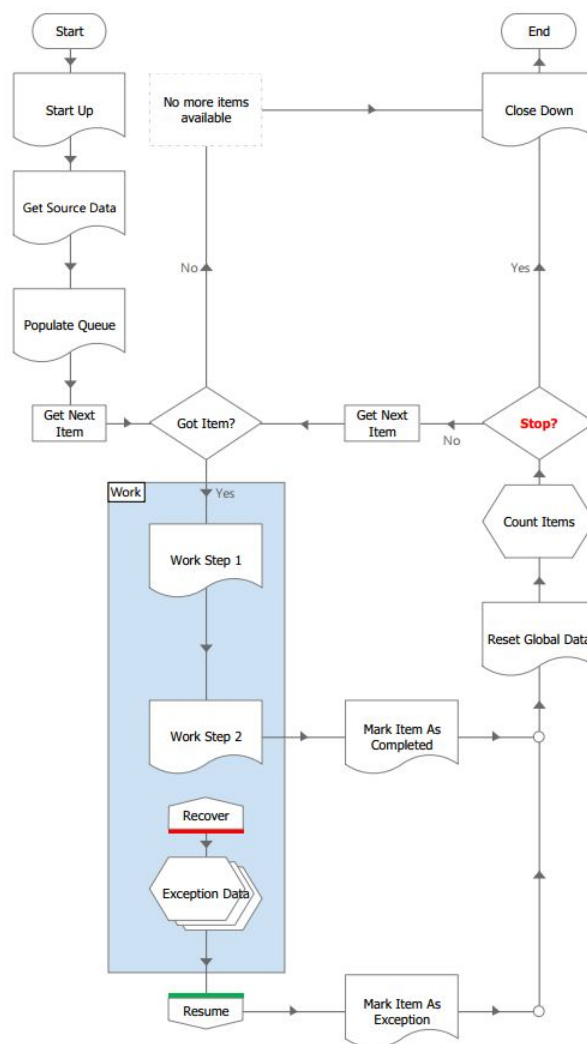 Start
End
Start Up
No more items
available
Close Down
Get Source Data
No
Yes
Populate Queue
Get Next
Item
Got Item?
Get Next
Item
No
Stop?
Work
Yes
Count Items
Work Step 1
Reset Global Data
Work Step 2
Mark Item As
Completed
Recover
Exception Data
Resume
Mark Item As
Exception